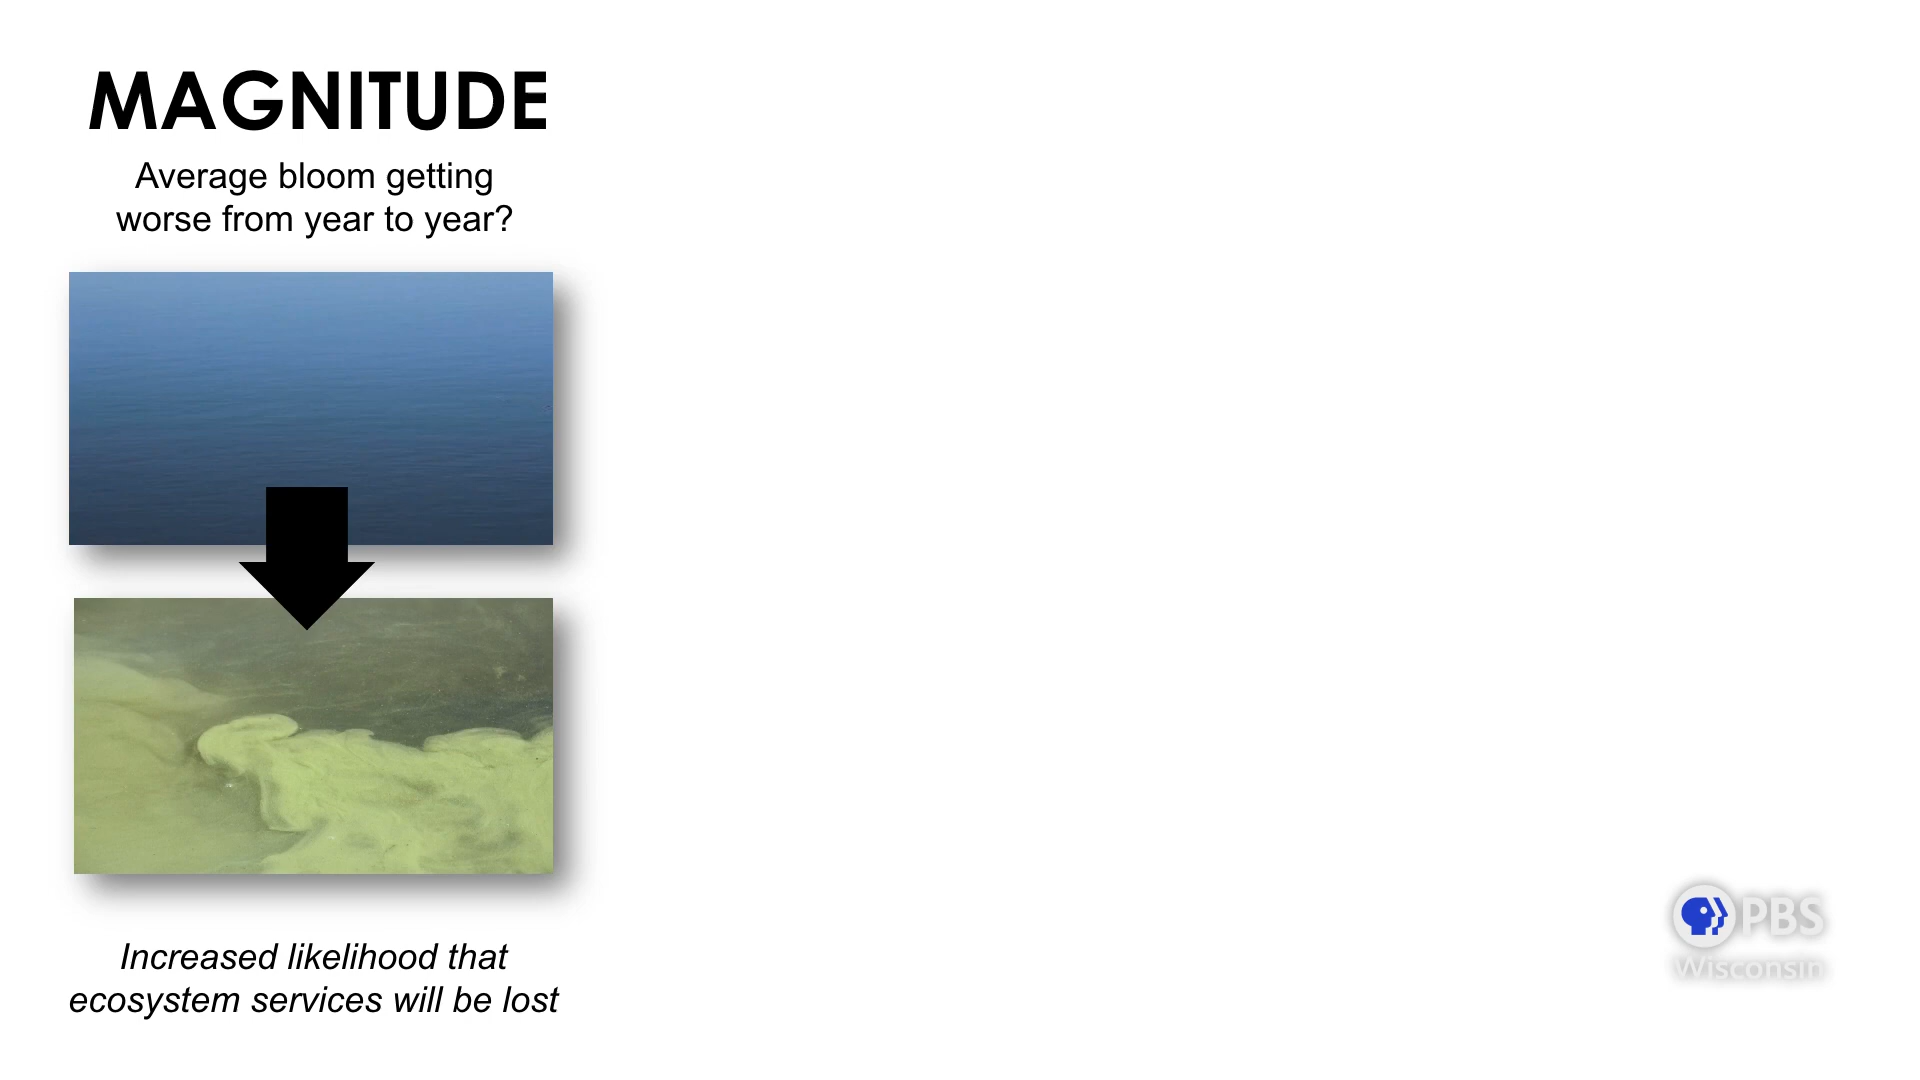 MAGNITUDE
Average bloom getting
worse from year to year?
Increased likelihood that
ecosystem services will be lost
PBS
Wisconsin